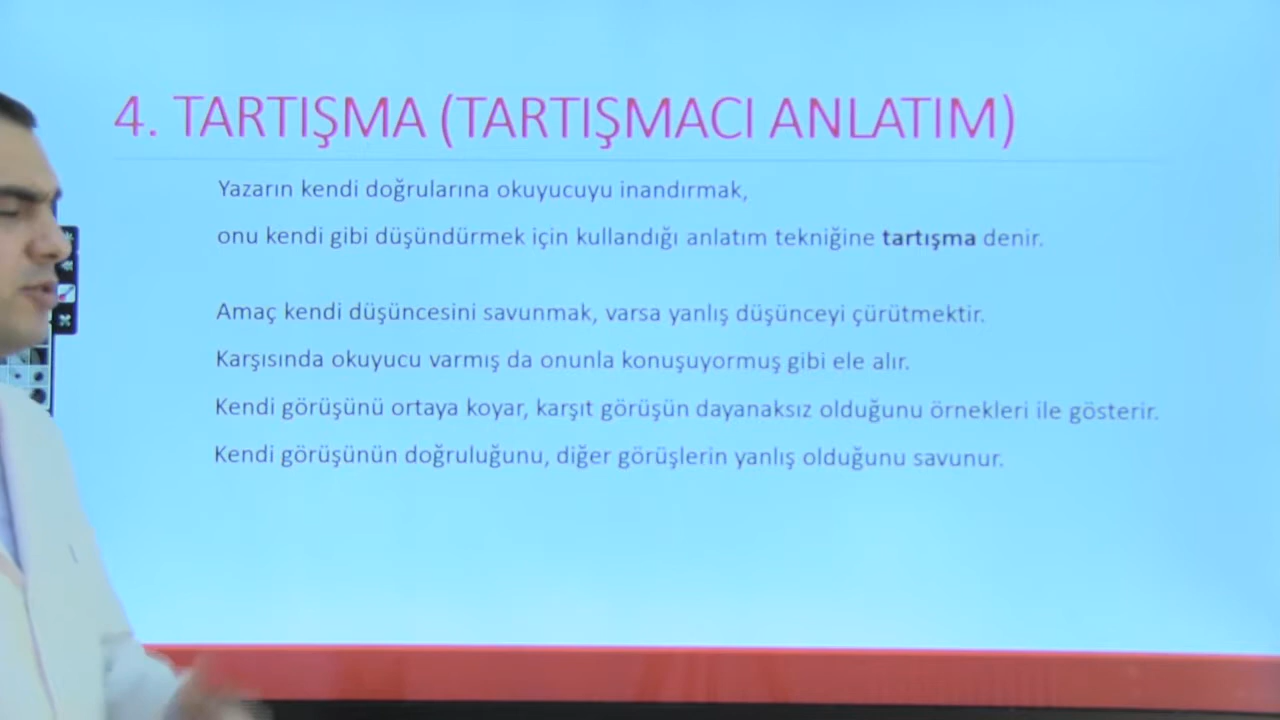 4. TARTIŞMA (TARTIŞMACI ANLATIM)
Yazarın kendi doğrularına okuyucuyu inandırmak,
onu kendi gibi düşündürmek için kullandığı anlatım tekniğine tartışma denir.
Amaç kendi düşüncesini savunmak, varsa yanlış düşünceyi çürütmektir.
Karşısında okuyucu varmış da onunla konuşuyormuş gibi ele alır.
Kendi görüşünü ortaya koyar, karşıt görüşün dayanaksız olduğunu örnekleri ile gösterir.
Kendi görüşünün doğruluğunu, diğer görüşlerin yanlış olduğunu savunur.